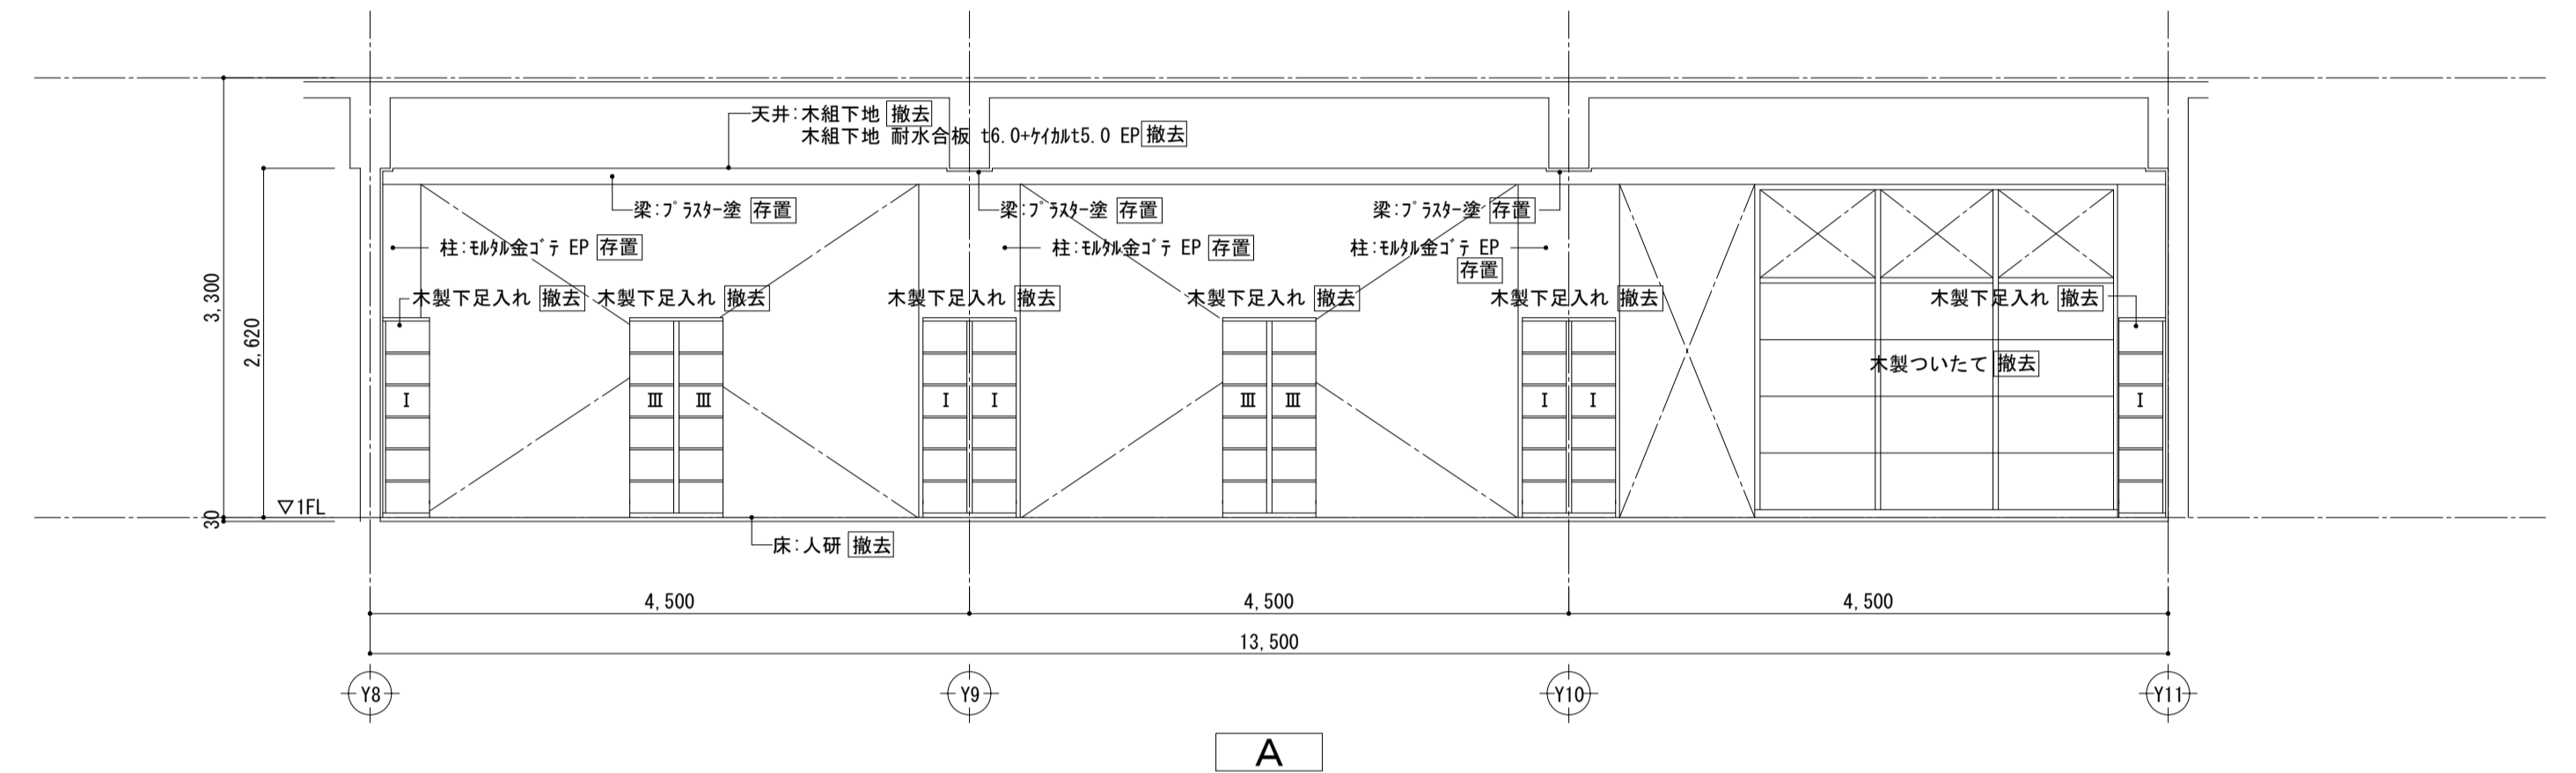 天井:木組下地 撤去
木組下地 耐水合板 t6.0+ケイカルt5.0 EP 撤去
梁:プラスター塗 存置
梁:プラスター塗 存置
梁:プラスター塗 存置
柱:モルタル金ゴテ EP 存置
柱:モルタル金ゴテ EP 存置
柱:モルタル金ゴテ EP
存置
木製下足入れ 撤去
木製下足入れ 撤去
木製下足入れ 撤去
木製下足入れ 撤去
木製下足入れ 撤去
木製下足入れ 撤去
3,300
2,620
木製ついたて 撤去
I
Ⅲ Ⅲ
I I
Ⅲ Ⅲ
I I
I
30
▽1FL
床:人研 撤去
4,500
4,500
4,500
13,500
Y8
Y9
Y10
Y11
A